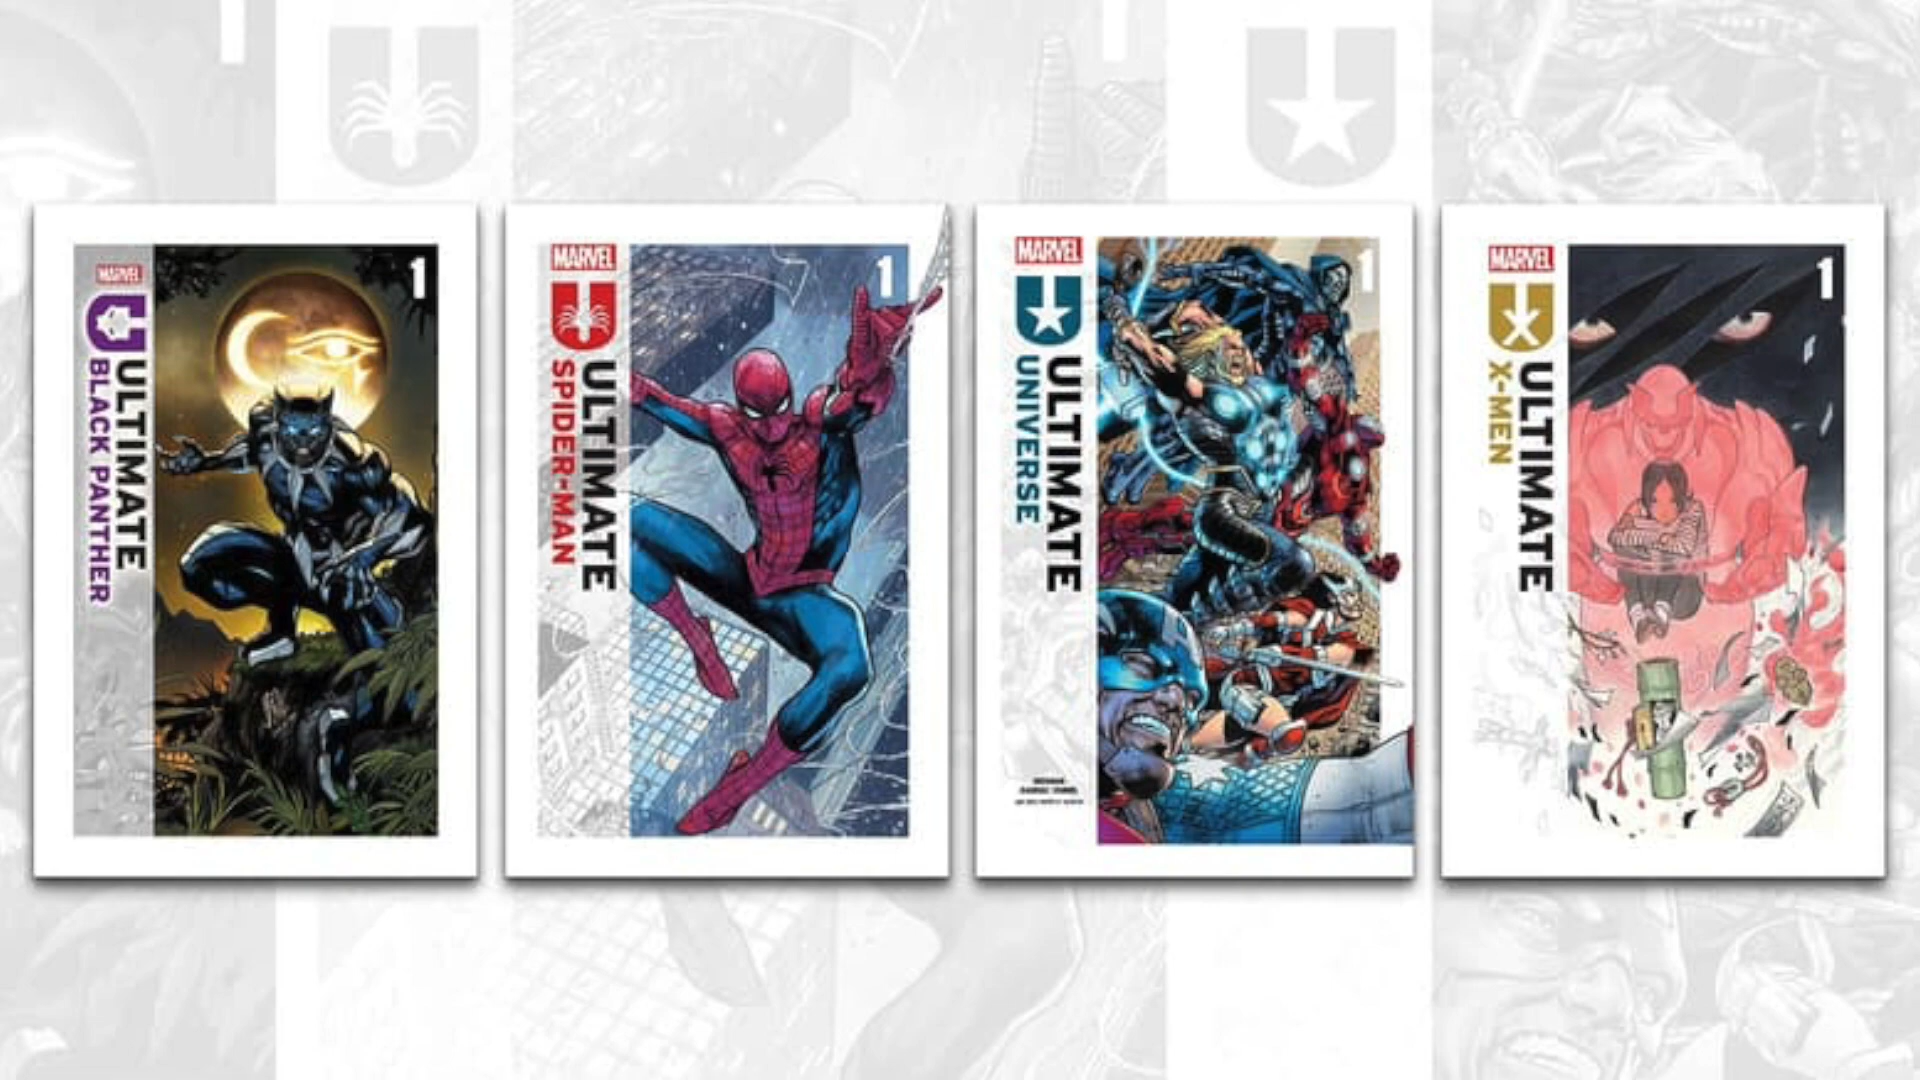 MARVEL
1
ULTIMATE
BLACK PANTHER
MARVEL
1
ULTIMATE
SPIDER-MAN
MARVEL
1
ULTIMATE
UNIVERSE
MARVEL
1
ULTIMATE
X-MEN